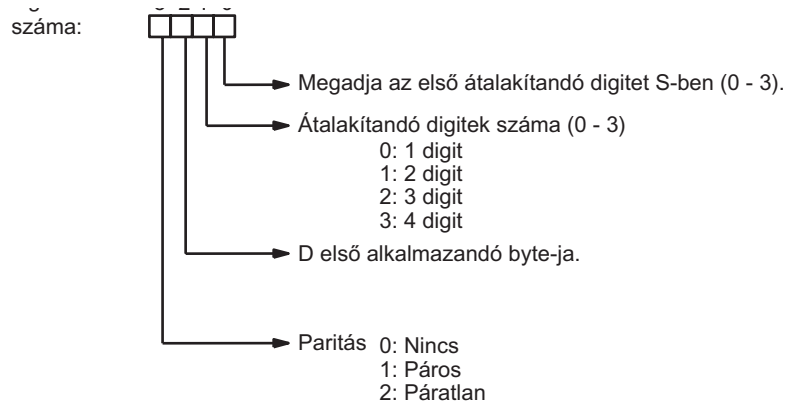 száma:
Megadja az első átalakítandó digitet S-ben (0 - 3).
Átalakítandó digitek száma (0 - 3)
0: 1 digit
1: 2 digit
2: 3 digit
3: 4 digit
D első alkalmazandó byte-ja.
Paritás 0: Nincs
1: Páros
2: Páratlan